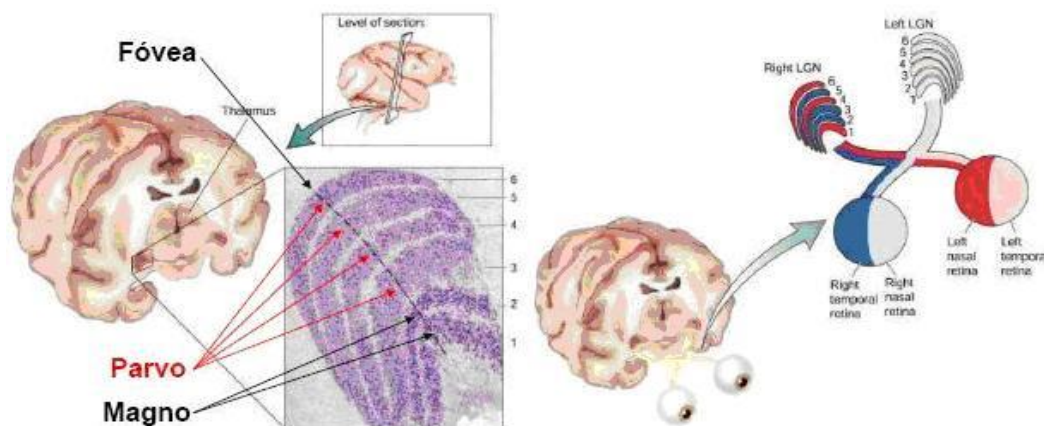 Fóvea
Level of section:
Thalamus
6
5
4
3
2
1
Parvo
Magno
Left LGN
6
5
4
3
2
1
Right LGN
6
5
4
3
2
1
Left
nasal
retina
Left
tempora
retina
Right
temporal
retina
Right
nasal
retina